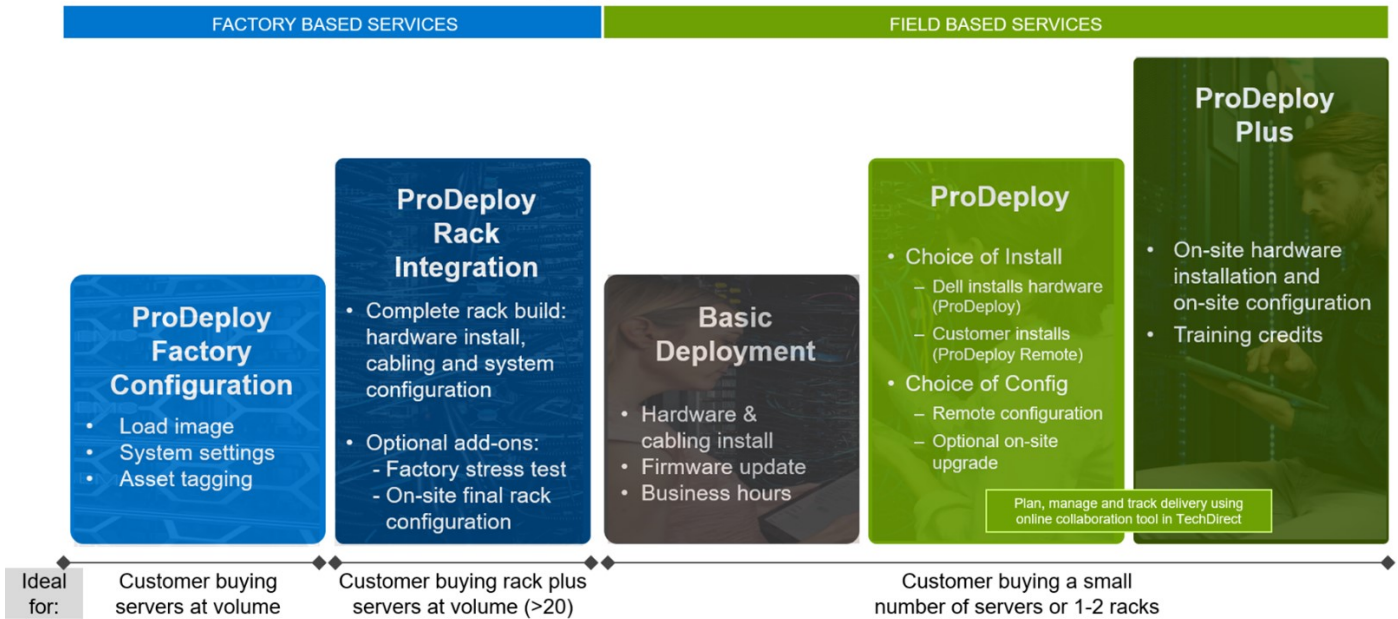 FACTORY BASED SERVICES
FIELD BASED SERVICES
ProDeploy
Factory
Configuration
• Load image
• System settings
• Asset tagging
ProDeploy
Rack
Integration
• Complete rack build:
hardware install,
cabling and system
configuration
• Optional add-ons:
- Factory stress test
- On-site final rack
configuration
Basic
Deployment
• Hardware &
cabling install
• Firmware update
• Business hours
ProDeploy
• Choice of Install
– Dell installs hardware
(ProDeploy)
– Customer installs
(ProDeploy Remote)
• Choice of Config
– Remote configuration
– Optional on-site
upgrade
ProDeploy
Plus
• On-site hardware
installation and
on-site configuration
• Training credits
Plan, manage and track delivery using
online collaboration tool in TechDirect
Ideal
for:
Customer buying
servers at volume
Customer buying rack plus
servers at volume (>20)
Customer buying a small
number of servers or 1-2 racks